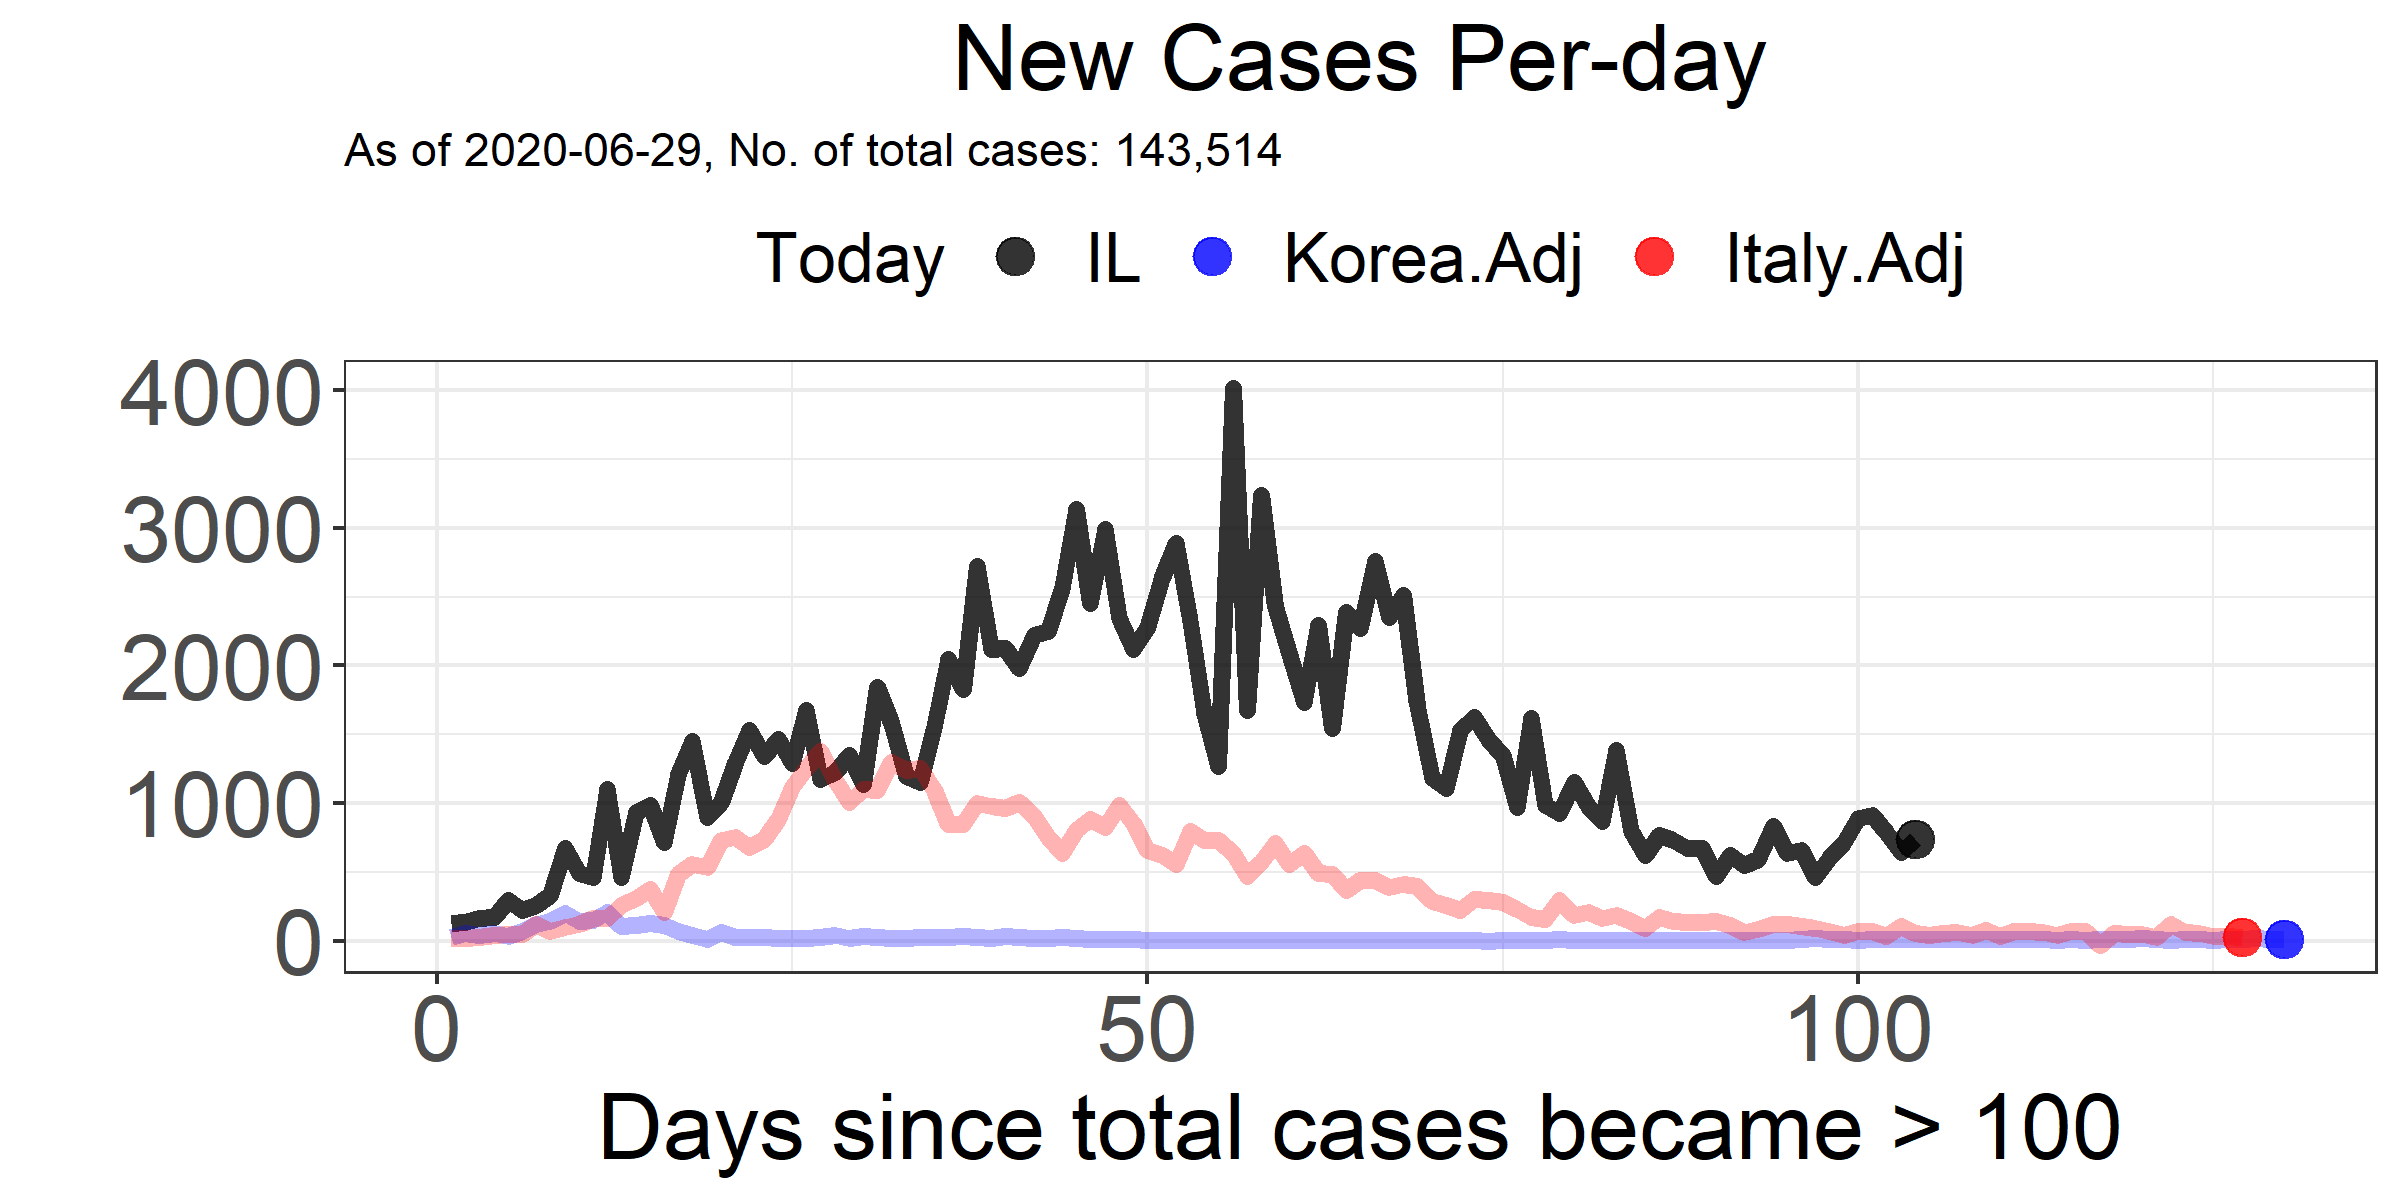 New Cases Per-day
As of 2020-06-29, No. of total cases: 143,514
Today IL Korea.Adj Italy.Adj
4000
3000
2000
1000
0
0 50 100
Days since total cases became > 100